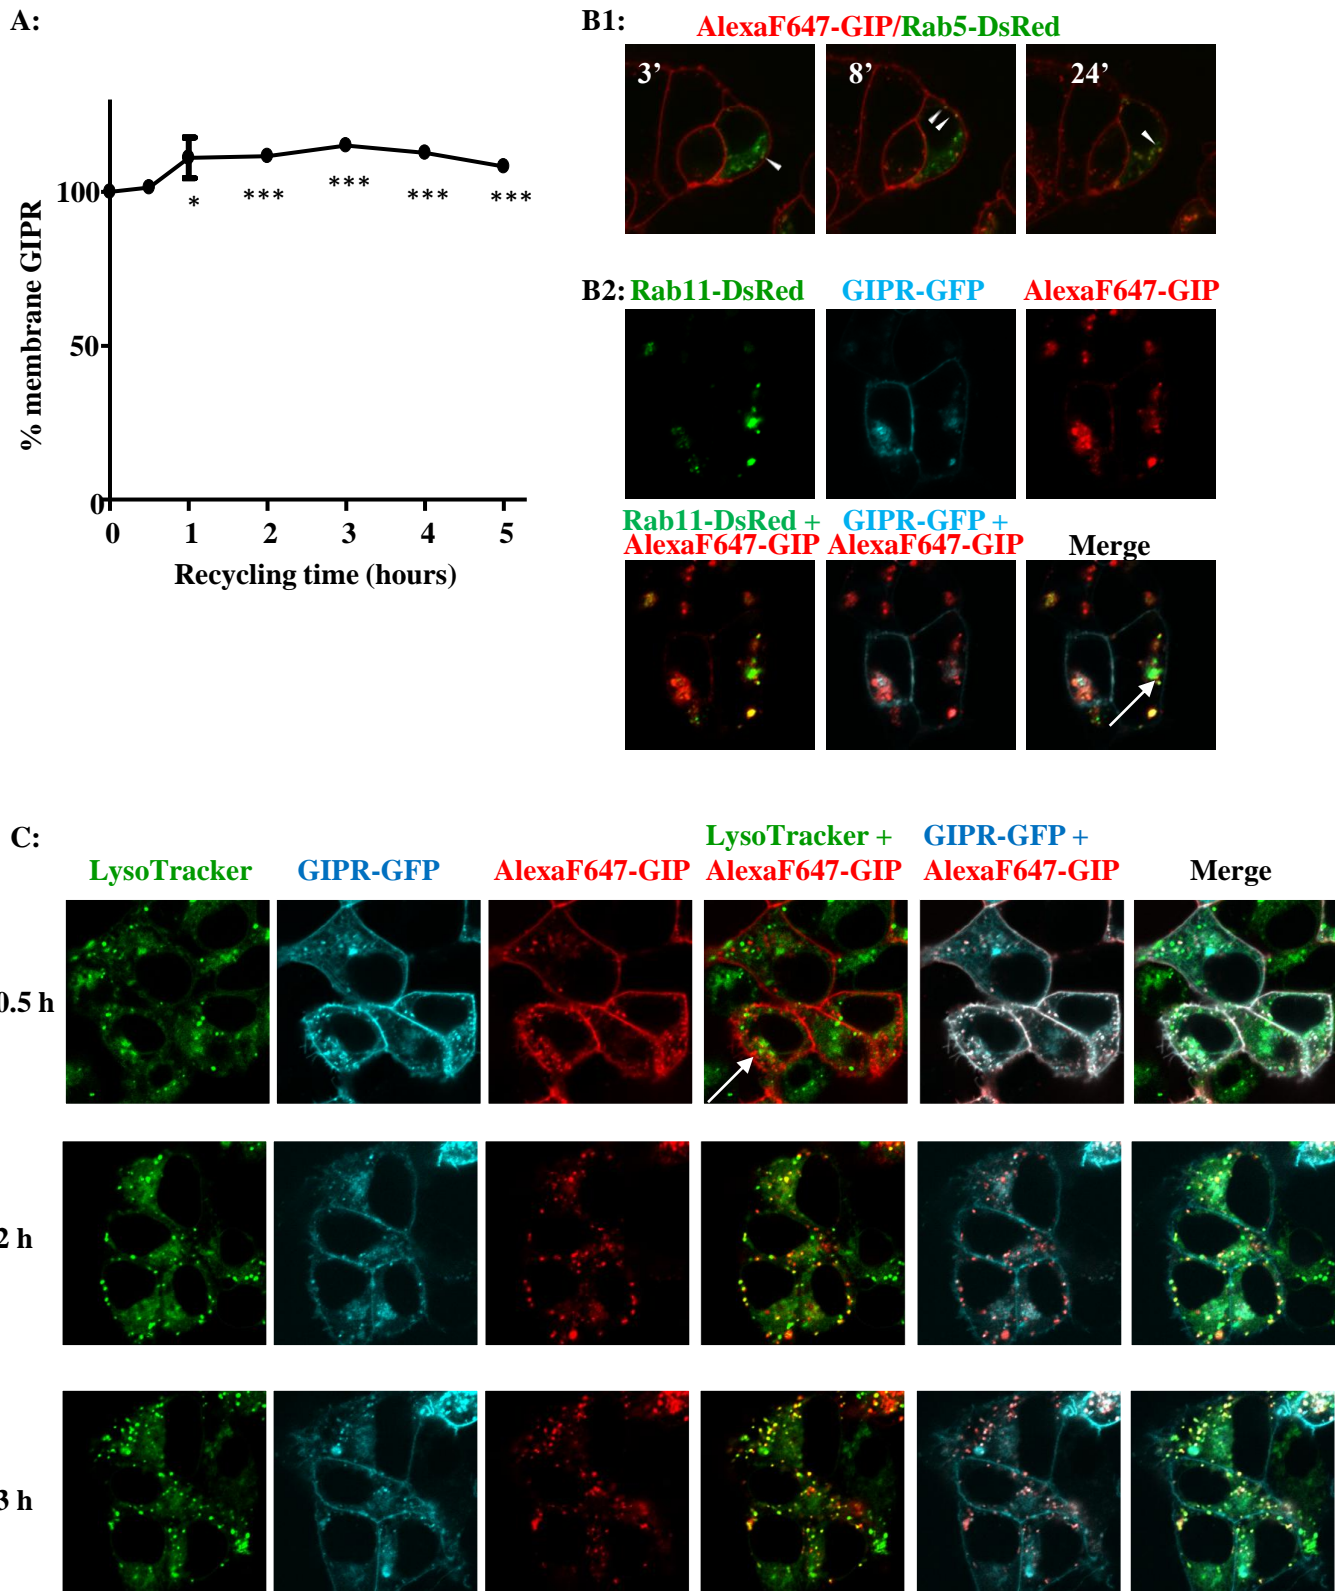 A:
100
50
0
% membrane GIPR
*
***
***
***
***
0 1 2 3 4 5
Recycling time (hours)
B1:
AlexaF647-GIP/Rab5-DsRed
3’ 8’ 24’
B2: Rab11-DsRed GIPR-GFP AlexaF647-GIP
Rab11-DsRed + GIPR-GFP +
AlexaF647-GIP AlexaF647-GIP Merge
C:
LysoTracker + GIPR-GFP +
LysoTracker GIPR-GFP AlexaF647-GIP AlexaF647-GIP AlexaF647-GIP Merge
0.5 h
2 h
3 h